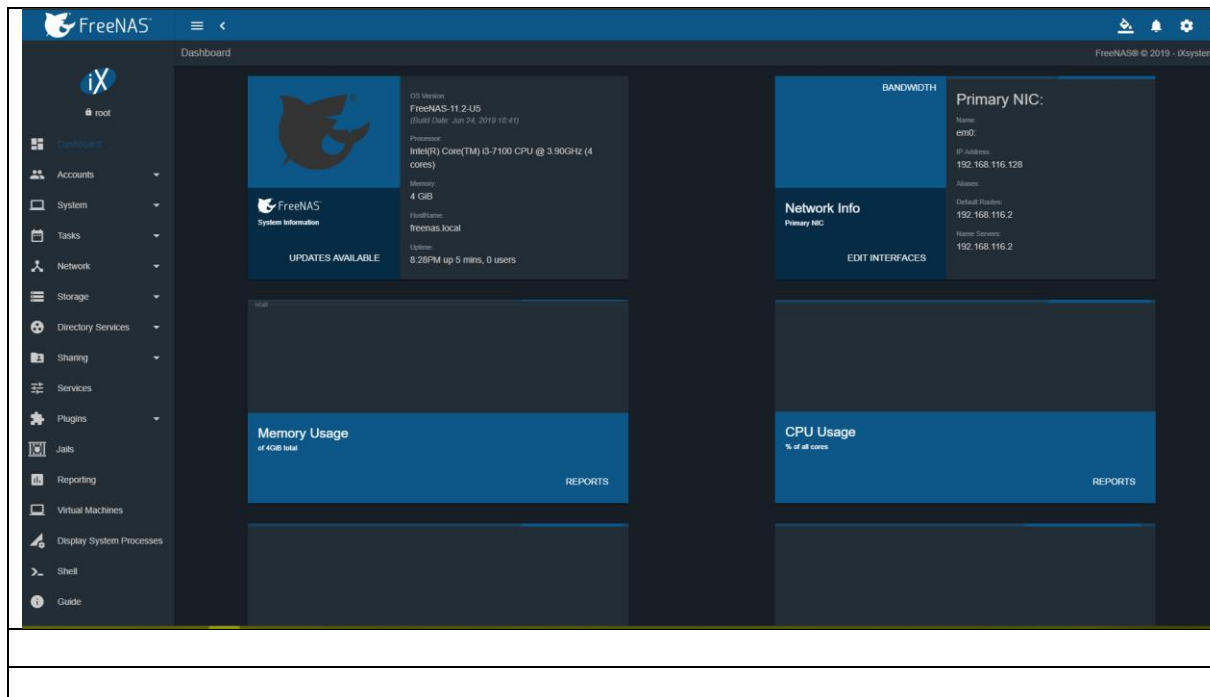 FreeNAS
Dashboard
FreeNAS® © 2019 - iXsystem
iX
root
Dashboard
Accounts
System
Tasks
Network
Storage
Directory Services
Sharing
Services
Plugins
Jails
Reporting
Virtual Machines
Display System Processes
Shell
Guide
OS Version:
FreeNAS-11.2-U5
(Build Date: Jun 24, 2019 18:41)
Processor:
Intel(R) Core(TM) i3-7100 CPU @ 3.90GHz (4
cores)
Memory:
4 GiB
HostName:
freenas.local
Uptime:
8:28PM up 5 mins, 0 users
FreeNAS
System Information
UPDATES AVAILABLE
BANDWIDTH
Primary NIC:
Name:
em0:
IP Address:
192.168.116.128
Aliases:
Default Routes:
192.168.116.2
Name Servers:
192.168.116.2
Network Info
Primary NIC
EDIT INTERFACES
Memory Usage
of 4GiB total
REPORTS
CPU Usage
% of all cores
REPORTS